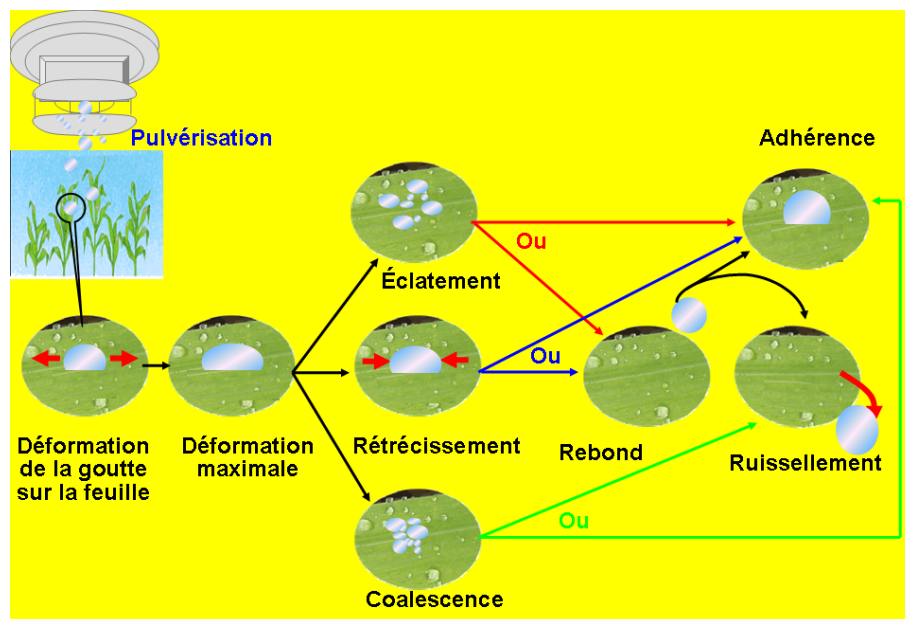 Pulvérisation
Adhérence
Éclatement
Ou
Ou
Déformation
de la goutte
sur la feuille
Déformation
maximale
Rétrécissement
Rebond
Ruissellement
Ou
Coalescence